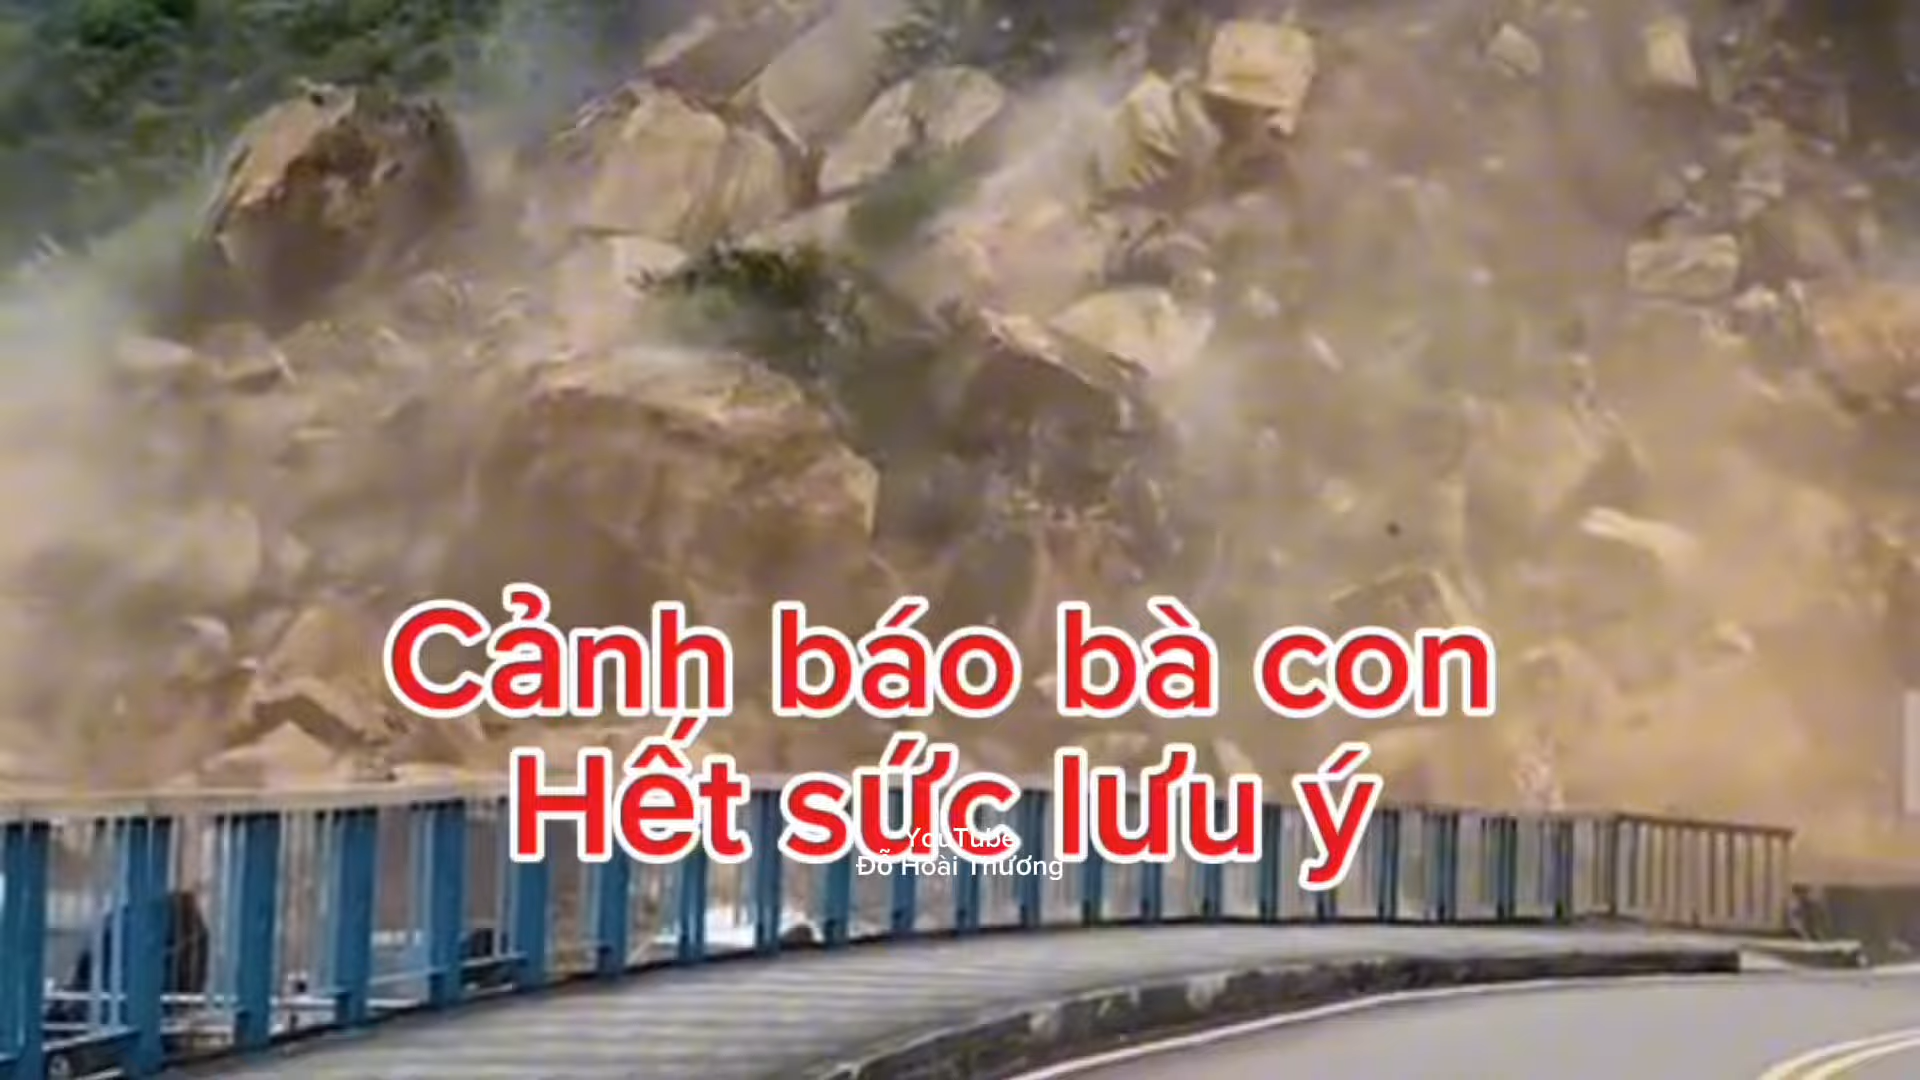 Cảnh báo bà con
Hết sức lưu ý
YouTube
Đỗ Hoài Thương